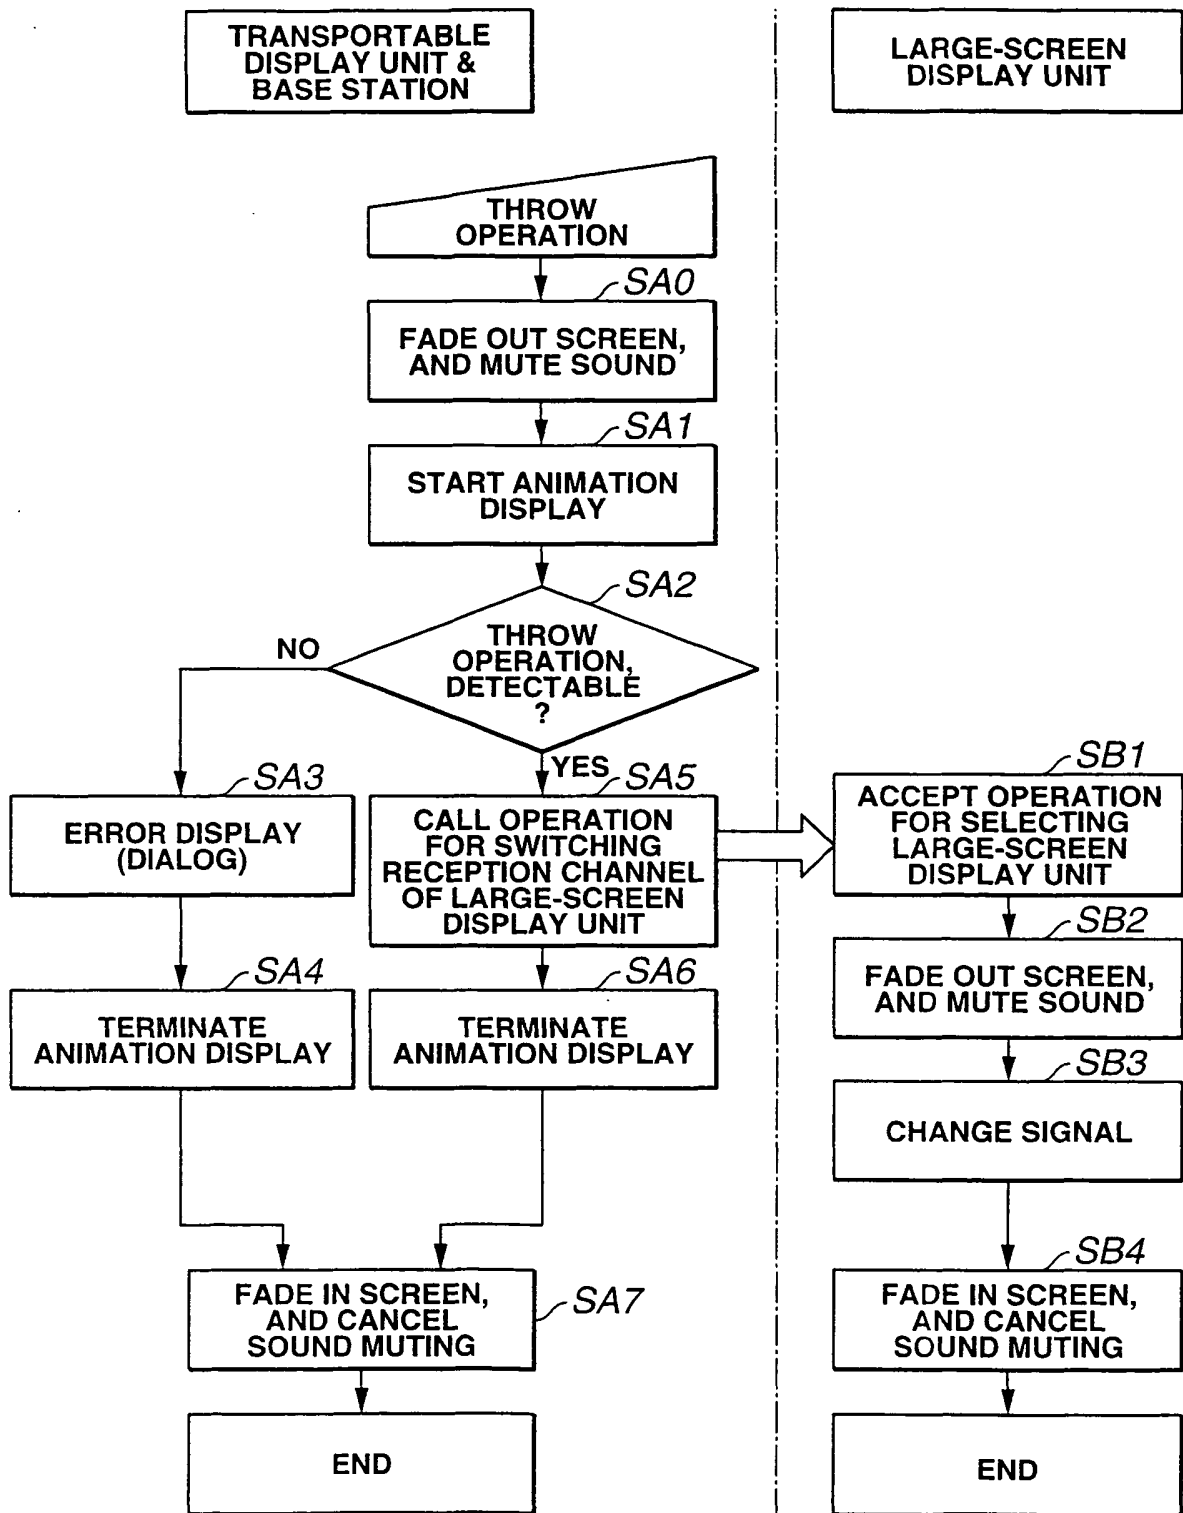 TRANSPORTABLE
DISPLAY UNIT &
BASE STATION
LARGE-SCREEN
DISPLAY UNIT
THROW
OPERATION
SA0
FADE OUT SCREEN,
AND MUTE SOUND
SA1
START ANIMATION
DISPLAY
SA2
THROW
OPERATION,
DETECTABLE
?
NO
YES
SA3
ERROR DISPLAY
(DIALOG)
SA5
CALL OPERATION
FOR SWITCHING
RECEPTION CHANNEL
OF LARGE-SCREEN
DISPLAY UNIT
SB1
ACCEPT OPERATION
FOR SELECTING
LARGE-SCREEN
DISPLAY UNIT
SA4
TERMINATE
ANIMATION DISPLAY
SA6
TERMINATE
ANIMATION DISPLAY
SB2
FADE OUT SCREEN,
AND MUTE SOUND
SB3
CHANGE SIGNAL
SA7
FADE IN SCREEN,
AND CANCEL
SOUND MUTING
SB4
FADE IN SCREEN,
AND CANCEL
SOUND MUTING
END
END